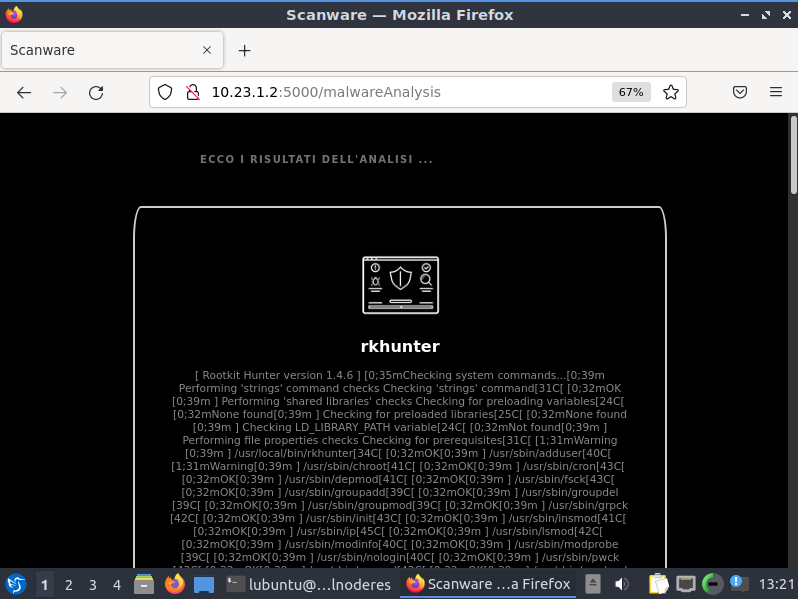 Scanware — Mozilla Firefox
Scanware
10.23.1.2:5000/malwareAnalysis
67%
ECCO I RISULTATI DELL'ANALISI ...
rkhunter
[ Rootkit Hunter version 1.4.6 ] [0;35mChecking system commands...[0;39m
Performing 'strings' command checks Checking 'strings' command[31C[ [0;32mOK
[0;39m ] Performing 'shared libraries' checks Checking for preloading variables[24C[
[0;32mNone found[0;39m ] Checking for preloaded libraries[25C[ [0;32mNone found
[0;39m ] Checking LD_LIBRARY_PATH variable[24C[ [0;32mNot found[0;39m ]
Performing file properties checks Checking for prerequisites[31C[ [1;31mWarning
[0;39m ] /usr/local/bin/rkhunter[34C[ [0;32mOK[0;39m ] /usr/sbin/adduser[40C[
[1;31mWarning[0;39m ] /usr/sbin/chroot[41C[ [0;32mOK[0;39m ] /usr/sbin/cron[43C[
[0;32mOK[0;39m ] /usr/sbin/depmod[41C[ [0;32mOK[0;39m ] /usr/sbin/fsck[43C[
[0;32mOK[0;39m ] /usr/sbin/groupadd[39C[ [0;32mOK[0;39m ] /usr/sbin/groupdel
[39C[ [0;32mOK[0;39m ] /usr/sbin/groupmod[39C[ [0;32mOK[0;39m ] /usr/sbin/grpck
[42C[ [0;32mOK[0;39m ] /usr/sbin/init[43C[ [0;32mOK[0;39m ] /usr/sbin/insmod[41C[
[0;32mOK[0;39m ] /usr/sbin/ip[45C[ [0;32mOK[0;39m ] /usr/sbin/lsmod[42C[
[0;32mOK[0;39m ] /usr/sbin/modinfo[40C[ [0;32mOK[0;39m ] /usr/sbin/modprobe
[39C[ [0;32mOK[0;39m ] /usr/sbin/nologin[40C[ [0;32mOK[0;39m ] /usr/sbin/pwck
1 2 3 4 lubuntu@...lnoderes Scanware ...a Firefox 13:21